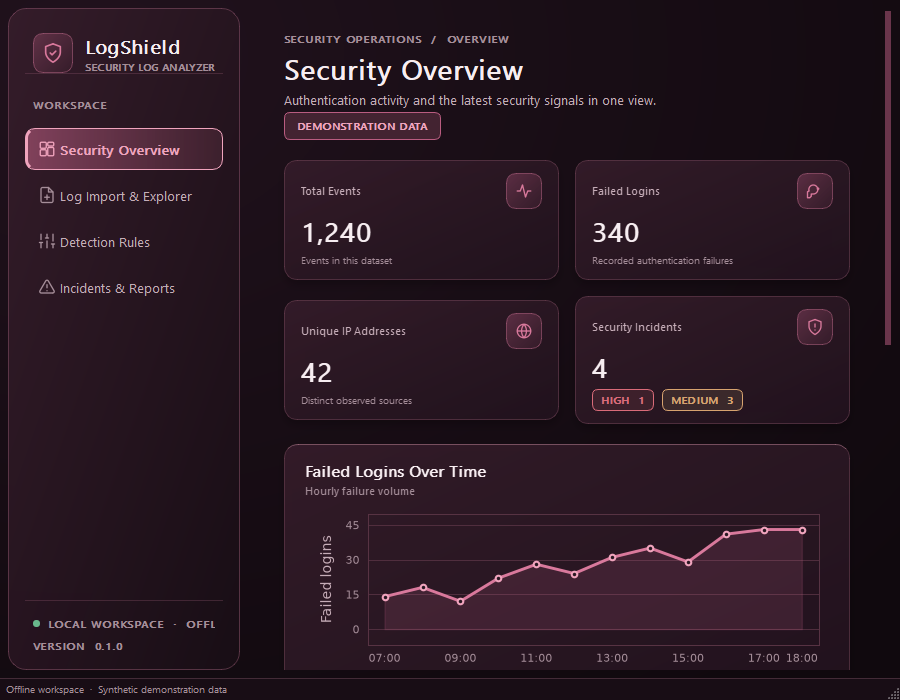 LogShield
SECURITY LOG ANALYZER
WORKSPACE
Security Overview
Log Import & Explorer
Detection Rules
Incidents & Reports
LOCAL WORKSPACE · OFFL
VERSION 0.1.0
SECURITY OPERATIONS / OVERVIEW
Security Overview
Authentication activity and the latest security signals in one view.
DEMONSTRATION DATA
Total Events
1,240
Events in this dataset
Failed Logins
340
Recorded authentication failures
Unique IP Addresses
42
Distinct observed sources
Security Incidents
4
HIGH 1 MEDIUM 3
Failed Logins Over Time
Hourly failure volume
Failed logins
45
30
15
0
07:00 09:00 11:00 13:00 15:00 17:00 18:00
Offline workspace · Synthetic demonstration data